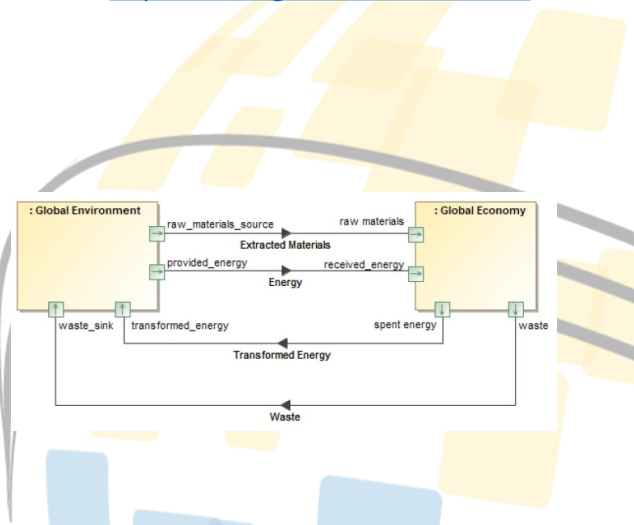 : Global Environment
: Global Economy
raw_materials_source
raw materials
Extracted Materials
provided_energy
received_energy
Energy
waste_sink
transformed_energy
spent energy
waste
Transformed Energy
Waste